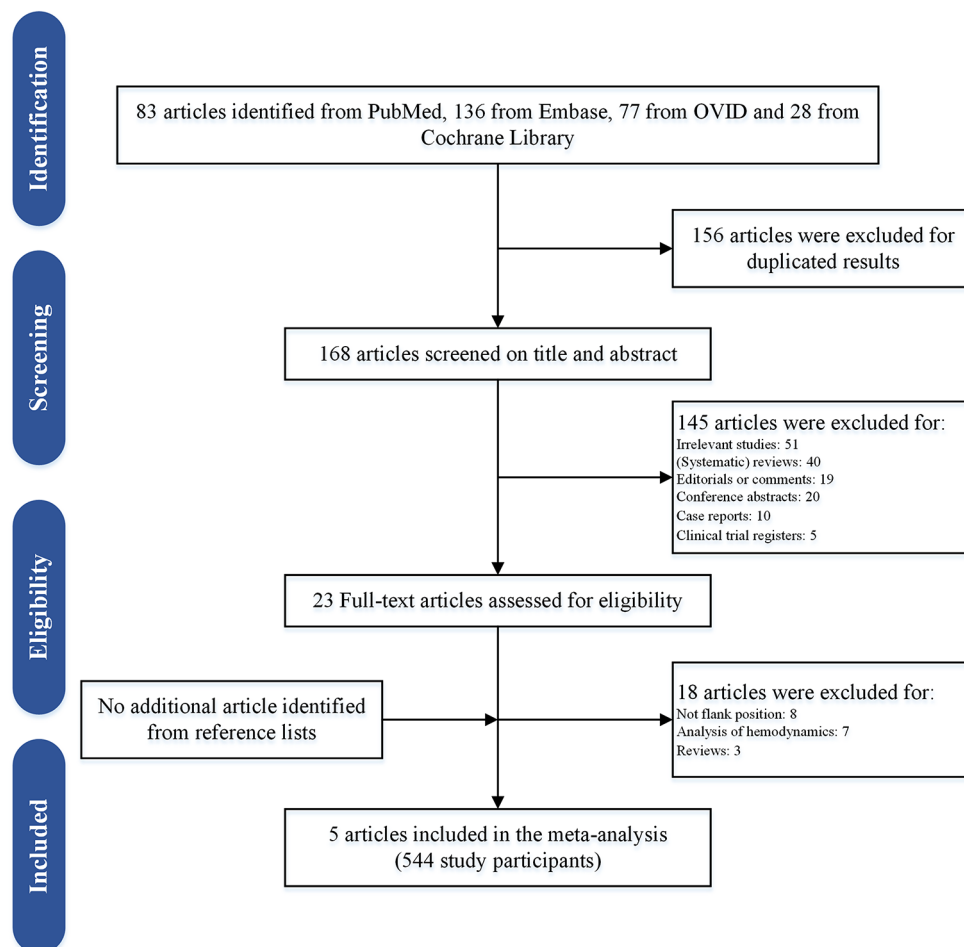 Identification
83 articles identified from PubMed, 136 from Embase, 77 from OVID and 28 from
Cochrane Library
156 articles were excluded for
duplicated results
Screening
168 articles screened on title and abstract
145 articles were excluded for:
Irrelevant studies: 51
(Systematic) reviews: 40
Editorials or comments: 19
Conference abstracts: 20
Case reports: 10
Clinical trial registers: 5
Eligibility
23 Full-text articles assessed for eligibility
No additional article identified
from reference lists
18 articles were excluded for:
Not flank position: 8
Analysis of hemodynamics: 7
Reviews: 3
Included
5 articles included in the meta-analysis
(544 study participants)